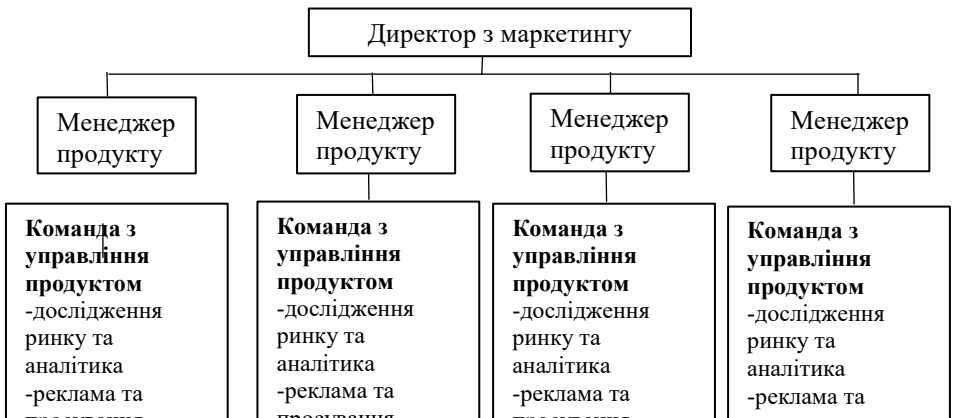 Директор з маркетингу
Менеджер
продукту
Менеджер
продукту
Менеджер
продукту
Менеджер
продукту
Команда з
управління
продуктом
-дослідження
ринку та
аналітика
-реклама та
Команда з
управління
продуктом
-дослідження
ринку та
аналітика
-реклама та
просування
Команда з
управління
продуктом
-дослідження
ринку та
аналітика
-реклама та
Команда з
управління
продуктом
-дослідження
ринку та
аналітика
-реклама та